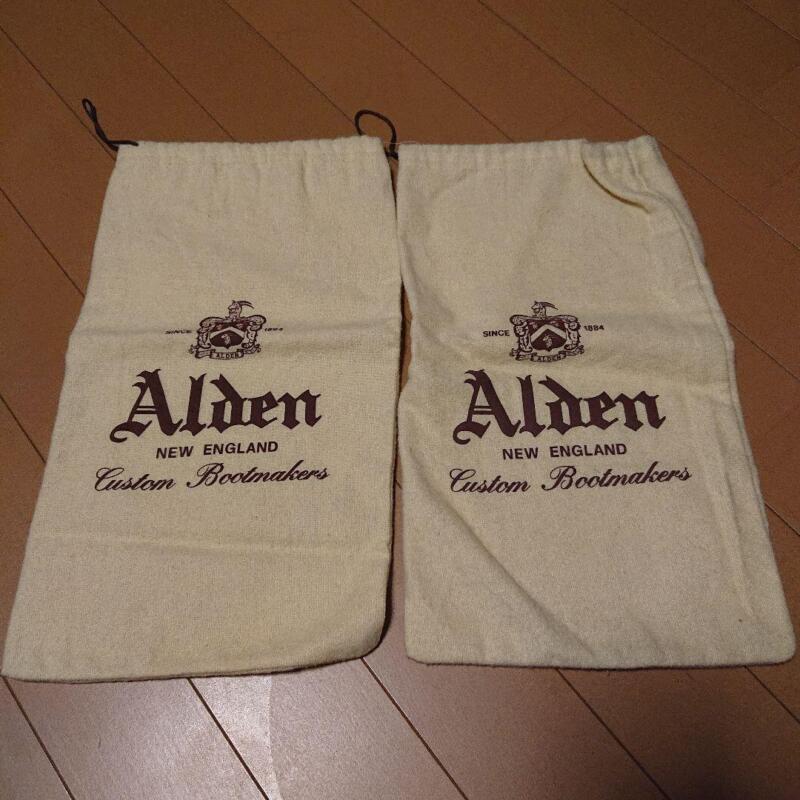 SINCE 1884
ALDEN
Alden
NEW ENGLAND
Custom Bootmakers
SINCE 1884
ALDEN
Alden
NEW ENGLAND
Custom Bootmakers